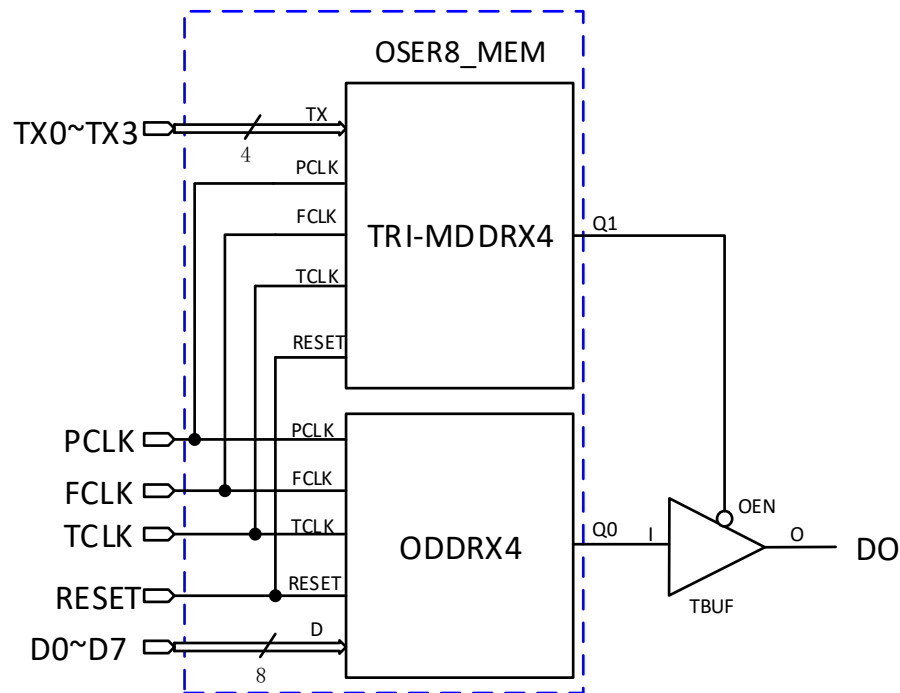 OSER8_MEM
TX0~TX3
TX
4
PCLK
FCLK
TRI-MDDRX4
Q1
TCLK
RESET
PCLK
PCLK
FCLK
FCLK
OEN
TCLK
TCLK
ODDRX4
Q0
I
O
DO
RESET
RESET
TBUF
D0~D7
D
8